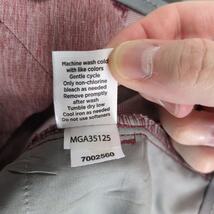 Machine wash cold
with like colors
Gentle cycle
Only non-chlorine
bleach as needed
Remove promptly
after wash
Tumble dry low
Cool iron as needed
Do not use softeners
MGA35125
7002560